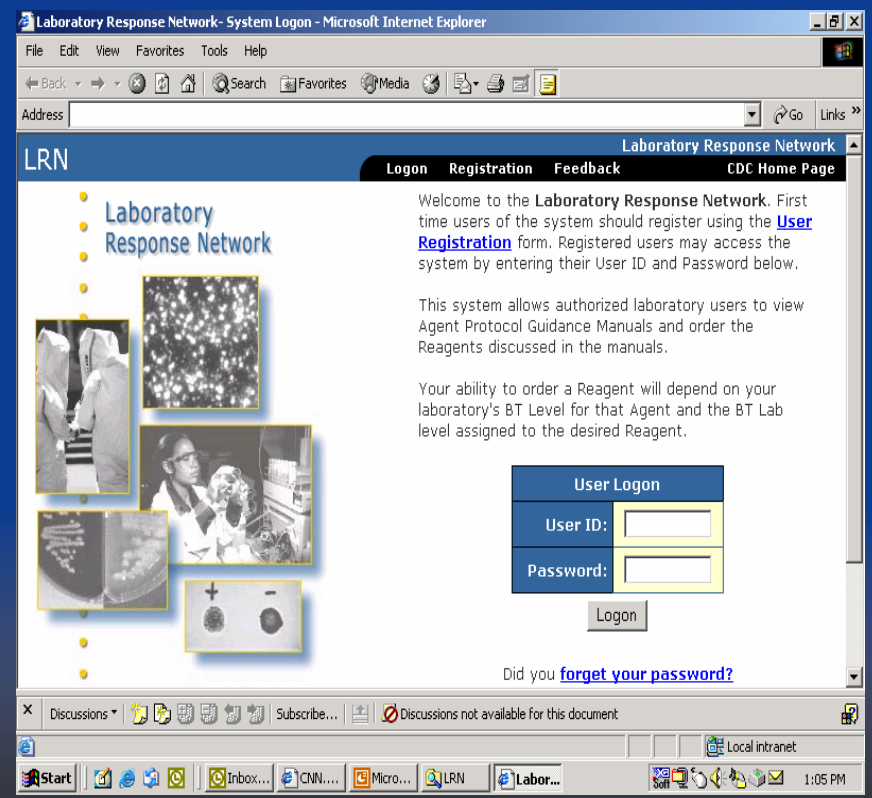 Laboratory Response Network- System Logon - Microsoft Internet Explorer
File Edit View Favorites Tools Help
Back Search Favorites Media
Address Go Links »
LRN
Laboratory Response Network
Logon Registration Feedback CDC Home Page
Laboratory
Response Network
Welcome to the Laboratory Response Network. First
time users of the system should register using the User
Registration form. Registered users may access the
system by entering their User ID and Password below.
This system allows authorized laboratory users to view
Agent Protocol Guidance Manuals and order the
Reagents discussed in the manuals.
Your ability to order a Reagent will depend on your
laboratory's BT Level for that Agent and the BT Lab
level assigned to the desired Reagent.
User Logon
User ID:
Password:
Logon
+ -
Did you forget your password?
Discussions Subscribe... Discussions not available for this document
Local intranet
Start Inbox... CNN.... Micro... LRN Labor... Soft 1:05 PM